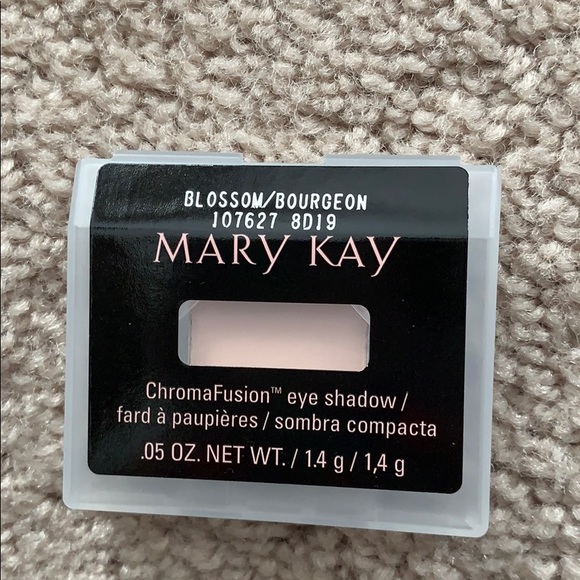 BLOSSOM/BOURGEON
107627 8D19
MARY KAY
ChromaFusion™ eye shadow /
fard à paupières / sombra compacta
.05 OZ. NET WT. / 1.4 g / 1,4 g